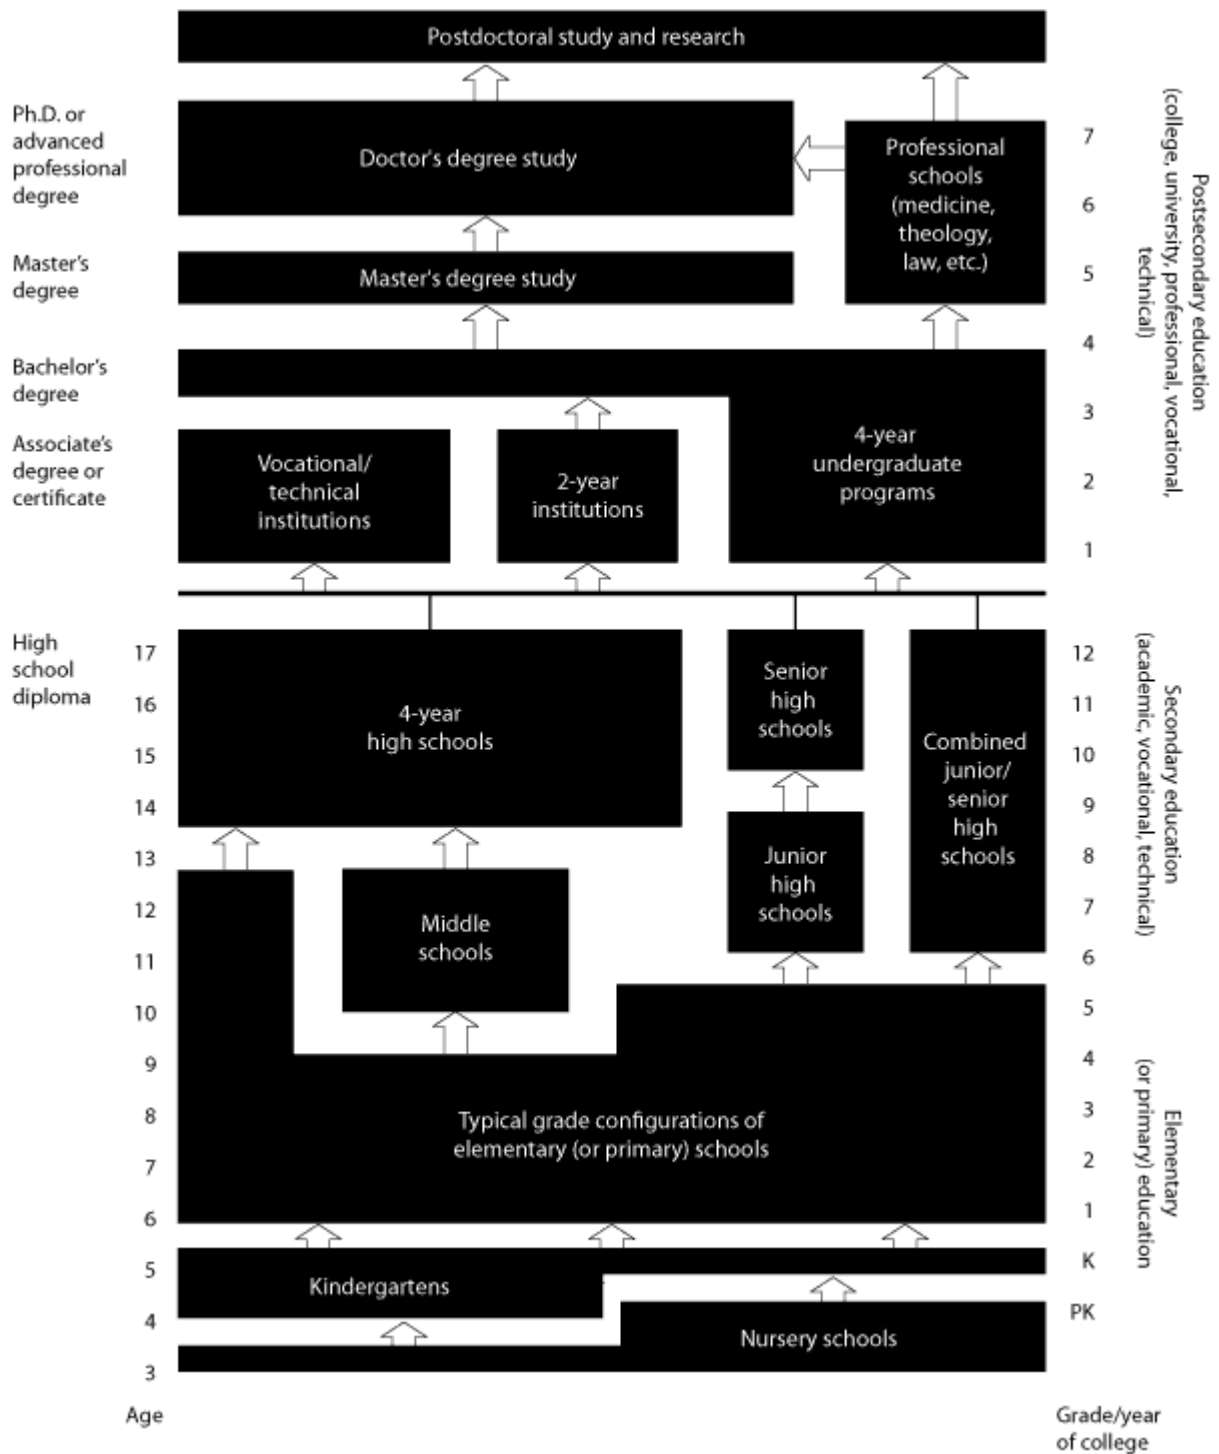 Postdoctoral study and research
Ph.D. or
advanced
professional
degree
Doctor's degree study
Professional
schools
(medicine,
theology,
law, etc.)
7
6
5
Master's
degree
Master's degree study
4
Bachelor's
degree
3
Associate's
degree or
certificate
Vocational/
technical
institutions
2-year
institutions
4-year
undergraduate
programs
2
1
Postsecondary education
(college, university, professional, vocational,
technical)
High
school
diploma
17
16
15
14
13
12
11
10
9
8
7
6
5
4
3
Age
4-year
high schools
Senior
high
schools
Combined
junior/
senior
high
schools
Junior
high
schools
Middle
schools
Typical grade configurations of
elementary (or primary) schools
Kindergartens
Nursery schools
12
11
10
9
8
7
6
5
4
3
2
1
K
PK
Grade/year
of college
Secondary education
(academic, vocational, technical)
Elementary
(or primary) education